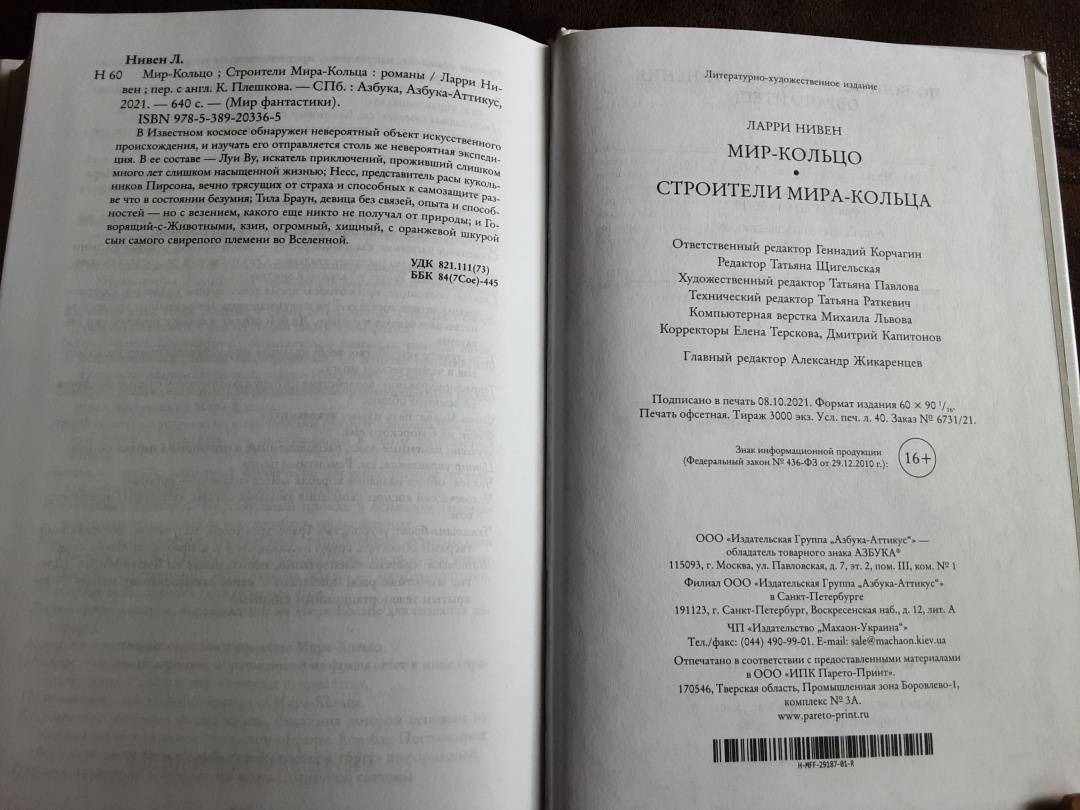 Нивен Л.
Н 60 Мир-Кольцо ; Строители Мира-Кольца : романы / Ларри Ни-
вен ; пер. с англ. К. Плешкова. — СПб. : Азбука, Азбука-Аттикус,
2021. — 640 с. — (Мир фантастики).
ISBN 978-5-389-20336-5
В Известном космосе обнаружен невероятный объект искусственного
происхождения, и изучать его отправляется столь же невероятная экспеди-
ция. В ее составе — Луи Ву, искатель приключений, проживший слишком
много лет слишком насыщенной жизнью; Несс, представитель расы куколь-
ников Пирсона, вечно трясущих от страха и способных к самозащите раз-
ве что в состоянии безумия; Тила Браун, девица без связей, опыта и способ-
ностей — но с везением, какого еще никто не получал от природы; и Го-
ворящий-с-Животными, кзин, огромный, хищный, с оранжевой шкурой
сын самого свирепого племени во Вселенной.
УДК 821.111(73)
ББК 84(7Сое)-445
Литературно-художественное издание
ЛАРРИ НИВЕН
МИР-КОЛЬЦО
•
СТРОИТЕЛИ МИРА-КОЛЬЦА
Ответственный редактор Геннадий Корчагин
Редактор Татьяна Щигельская
Художественный редактор Татьяна Павлова
Технический редактор Татьяна Раткевич
Компьютерная верстка Михаила Львова
Корректоры Елена Терскова, Дмитрий Капитонов
Главный редактор Александр Жикаренцев
Подписано в печать 08.10.2021. Формат издания 60 × 90 1/16.
Печать офсетная. Тираж 3000 экз. Усл. печ. л. 40. Заказ № 6731/21.
Знак информационной продукции
(Федеральный закон № 436-ФЗ от 29.12.2010 г.): 16+
ООО «Издательская Группа „Азбука-Аттикус“» —
обладатель товарного знака АЗБУКА®
115093, г. Москва, ул. Павловская, д. 7, эт. 2, пом. III, ком. № 1
Филиал ООО «Издательская Группа „Азбука-Аттикус“»
в Санкт-Петербурге
191123, г. Санкт-Петербург, Воскресенская наб., д. 12, лит. А
ЧП «Издательство „Махаон-Украина“»
Тел./факс: (044) 490-99-01. E-mail: sale@machaon.kiev.ua
Отпечатано в соответствии с предоставленными материалами
в ООО «ИПК Парето-Принт».
170546, Тверская область, Промышленная зона Боровлево-1,
комплекс № 3А.
www.pareto-print.ru
H-MFF-29187-01-R